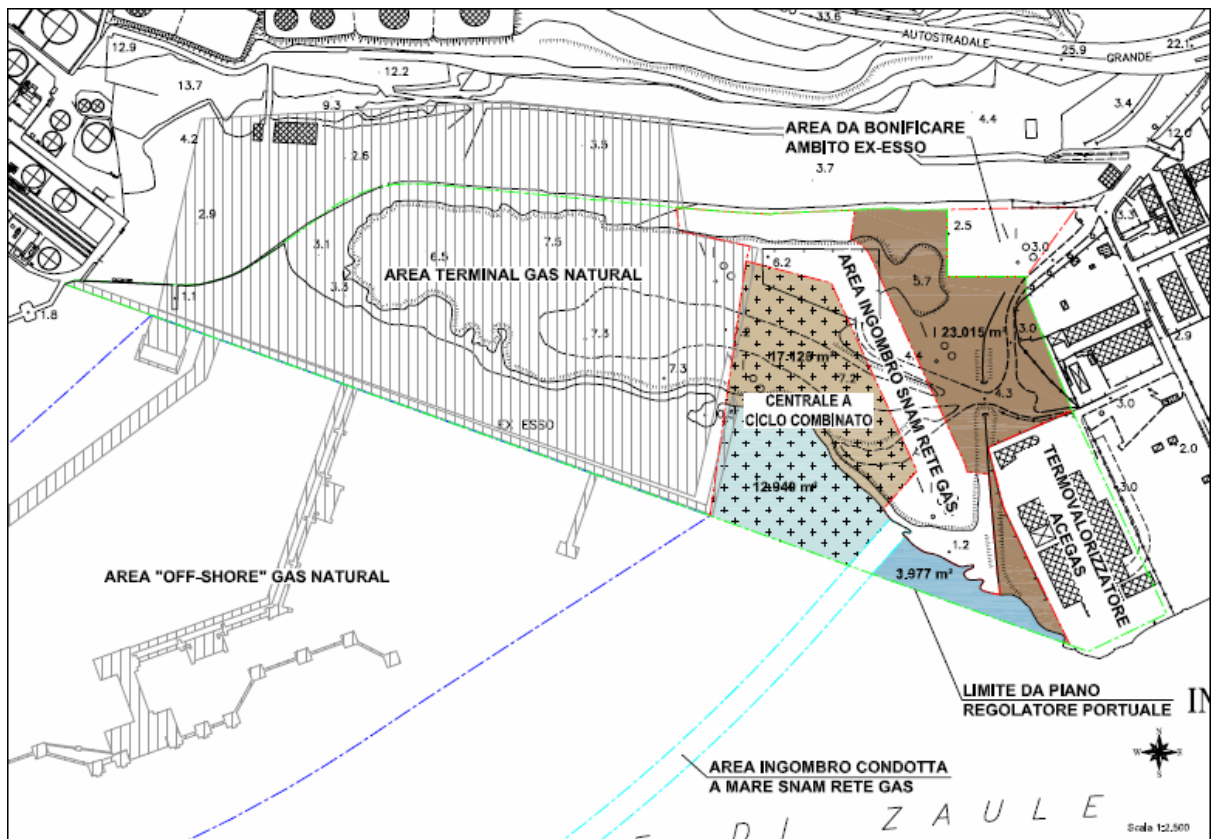 33.6
AUTOSTRADALE
25.9
GRANDE
22.1
12.9
13.7
12.2
9.3
4.2
2.6
3.5
3.4
4.4
12.0
AREA DA BONIFICARE
AMBITO EX-ESSO
3.7
2.9
3.1
3.3
6.5
7.5
AREA TERMINAL GAS NATURAL
6.2
2.5
3.0
3.3
5.7
1.1
1.8
7.3
7.3
EX ESSO
AREA INGOMBRO SNAM RETE GAS
23.015 m²
3.0
4.4
7.2
4.3
2.9
CENTRALE A
CICLO COMBINATO
3.0
2.0
3.0
TERMOVALORIZZATORE
ACEGAS
1.2
3.977 m²
AREA "OFF-SHORE" GAS NATURAL
LIMITE DA PIANO
REGOLATORE PORTUALE
N
W
E
S
AREA INGOMBRO CONDOTTA
A MARE SNAM RETE GAS
DI ZAULE
Scala 1:2.500